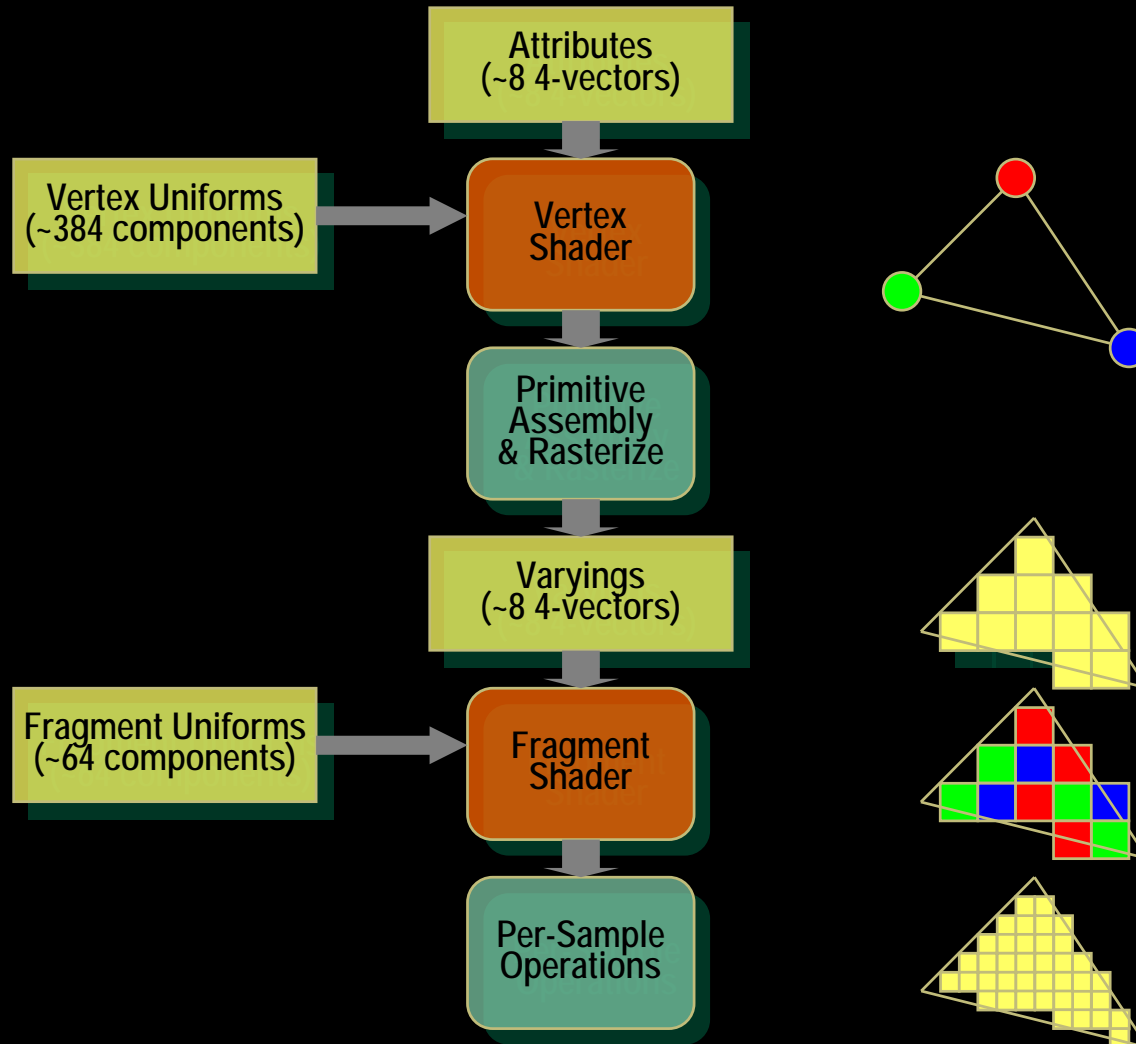 Attributes
(~8 4-vectors)
Vertex Uniforms
(~384 components)
Vertex
Shader
Primitive
Assembly
& Rasterize
Varyings
(~8 4-vectors)
Fragment Uniforms
(~64 components)
Fragment
Shader
Per-Sample
Operations